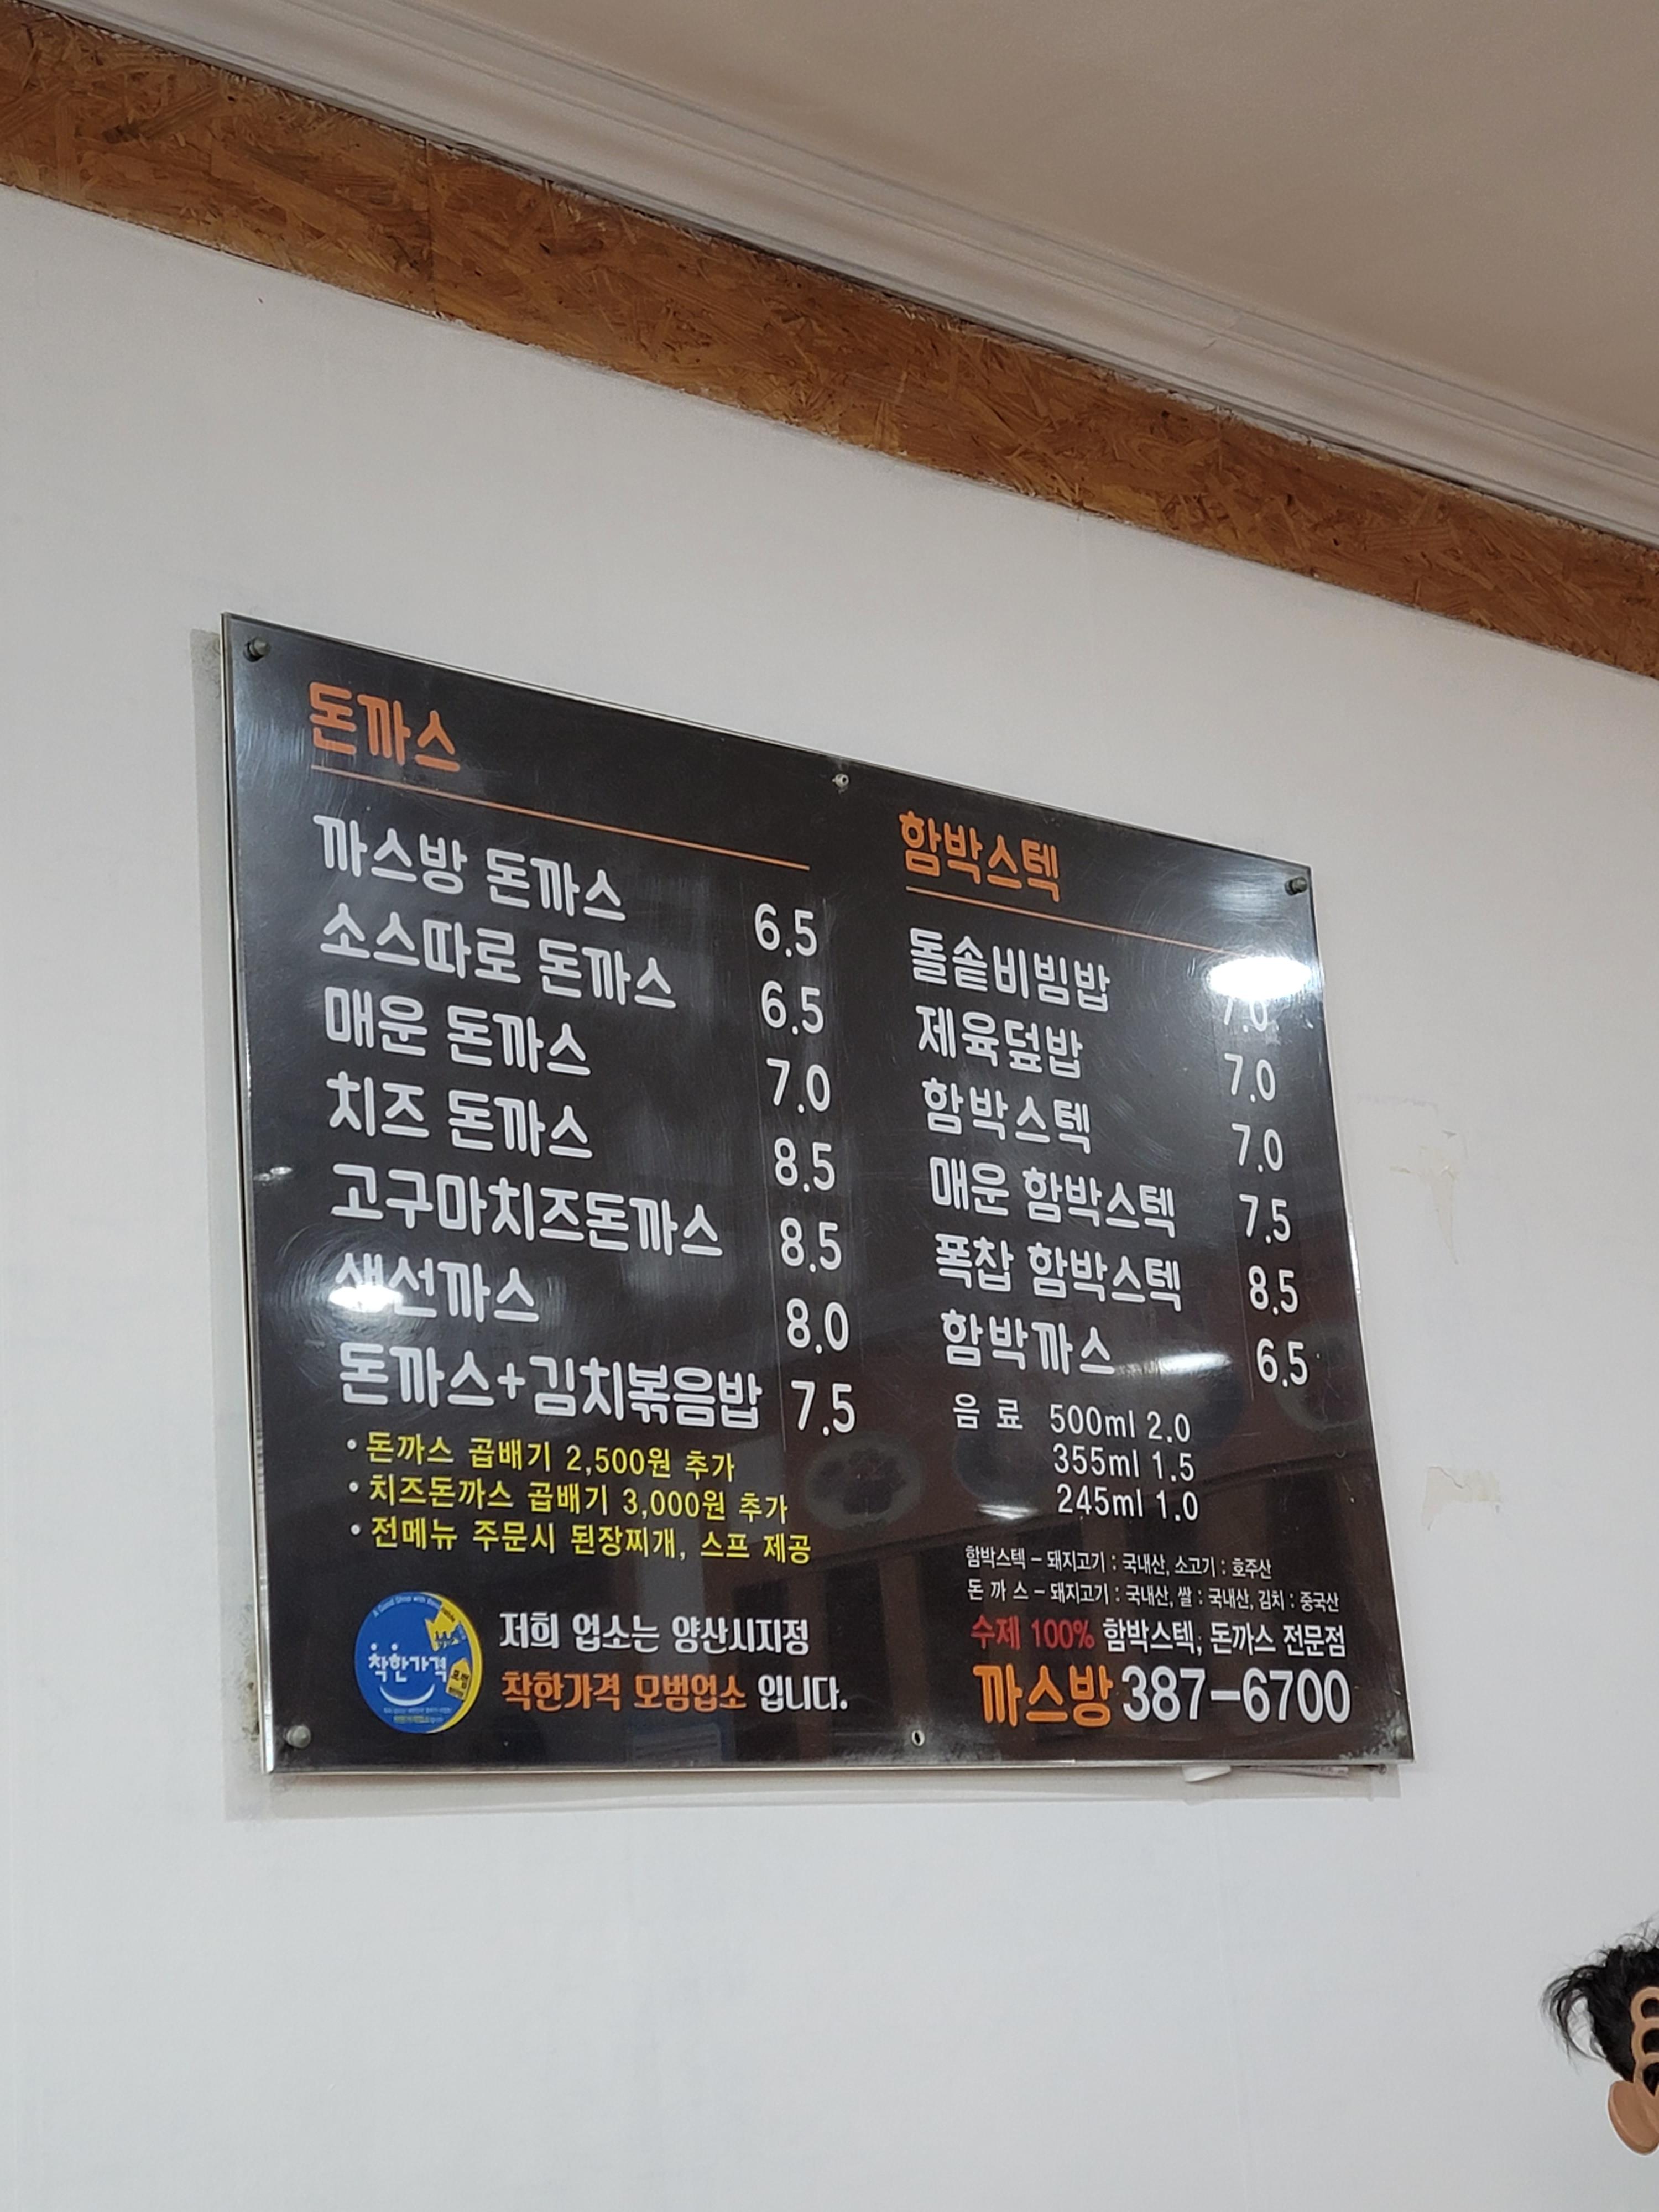 돈까스
까스방 돈까스 6.5
소스따로 돈까스 6.5
매운 돈까스 7.0
치즈 돈까스 8.5
고구마치즈돈까스 8.5
생선까스 8.0
돈까스+김치볶음밥 7.5
• 돈까스 곱배기 2,500원 추가
• 치즈돈까스 곱배기 3,000원 추가
• 전메뉴 주문시 된장찌개, 스프 제공
착한가격
저희 업소는 양산시지정
착한가격 모범업소 입니다.
함박스텍
돌솥비빔밥 7.0
제육덮밥 7.0
함박스텍 7.0
매운 함박스텍 7.5
폭찹 함박스텍 8.5
함박까스 6.5
음 료 500ml 2.0
355ml 1.5
245ml 1.0
함박스텍 - 돼지고기 : 국내산, 소고기 : 호주산
돈 까 스 - 돼지고기 : 국내산, 쌀 : 국내산, 김치 : 중국산
수제 100% 함박스텍, 돈까스 전문점
까스방 387-6700